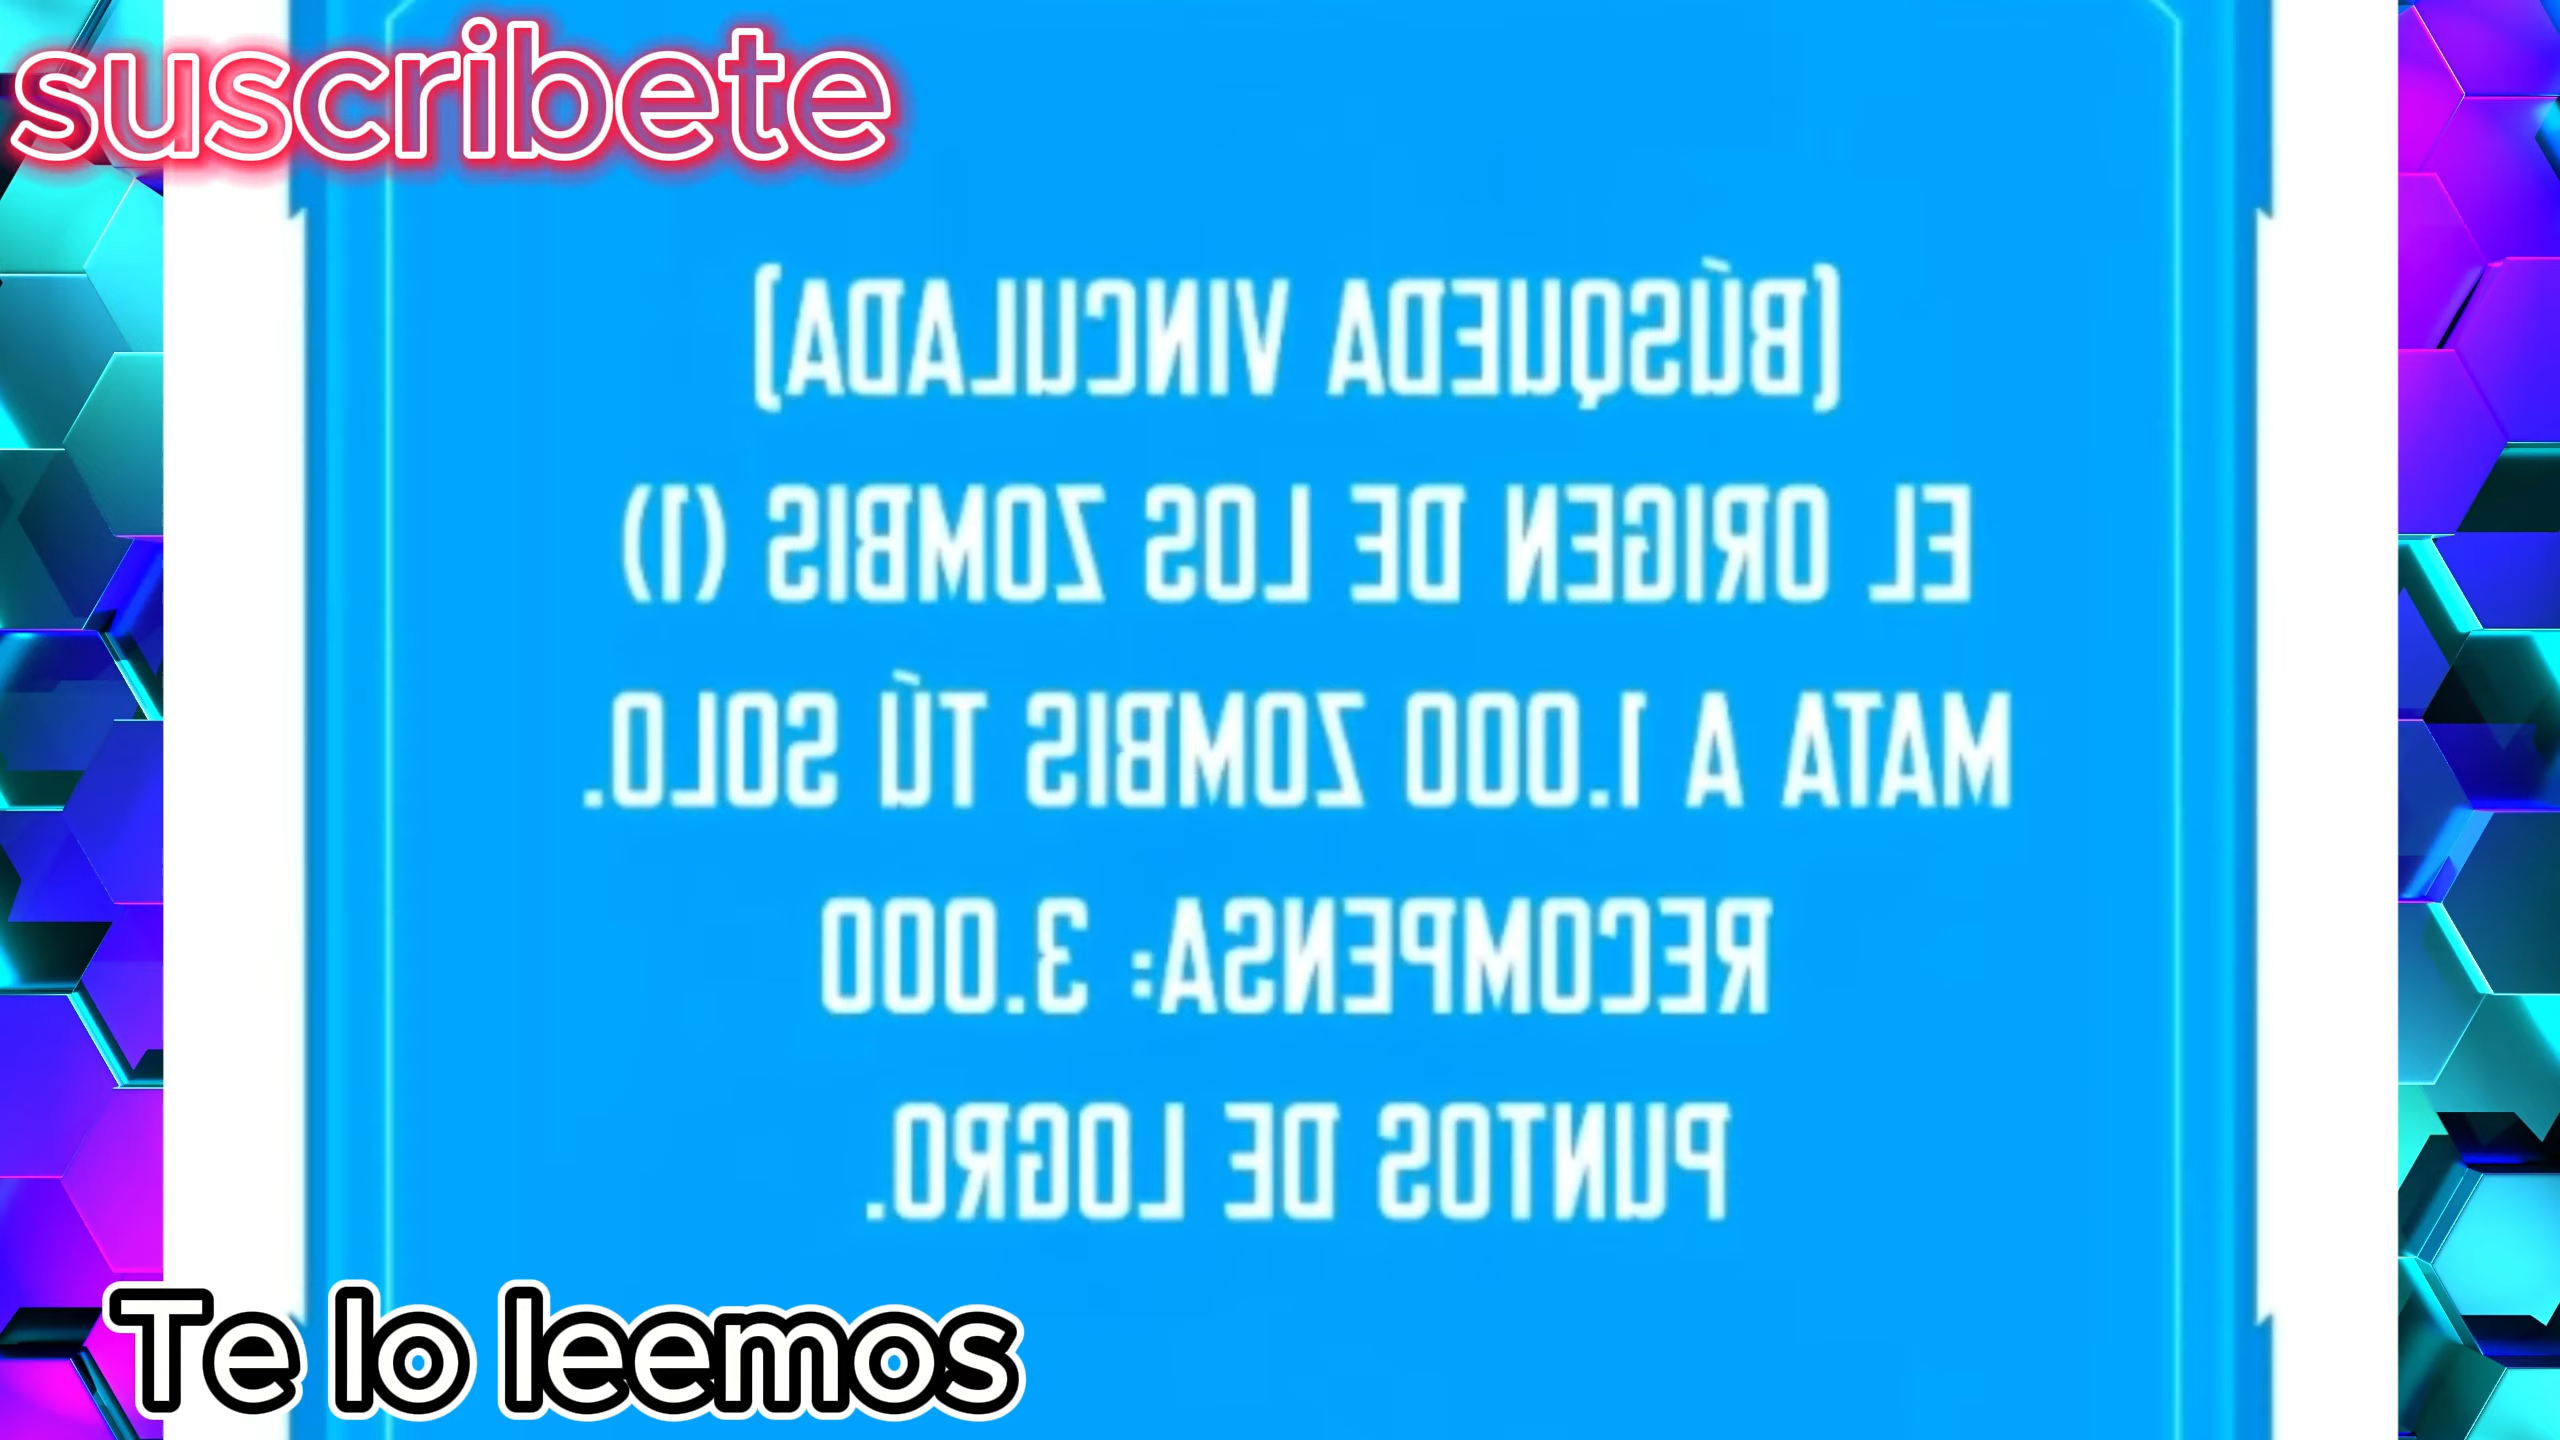 suscribete
(BÚSQUEDA VINCULADA)
EL ORIGEN DE LOS ZOMBIS (1)
MATA A 1.000 ZOMBIS TÚ SOLO.
RECOMPENSA: 3.000
PUNTOS DE LOGRO.
Te lo leemos